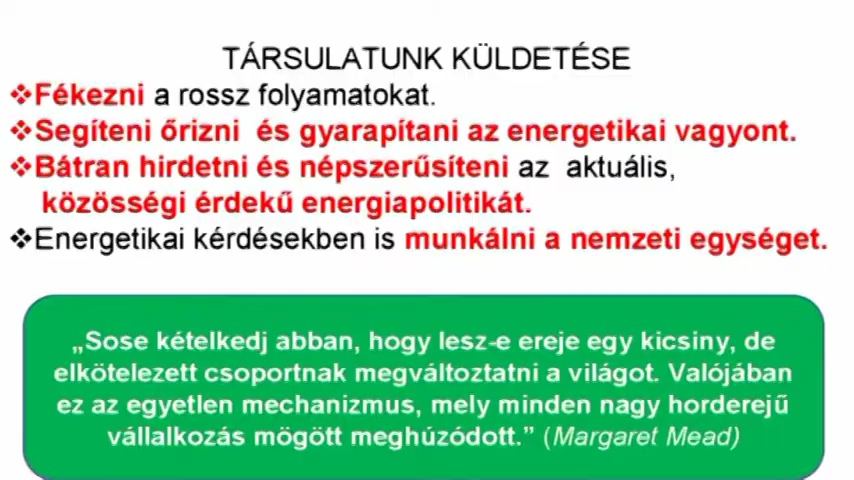 TÁRSULATUNK KÜLDETÉSE
❖Fékezni a rossz folyamatokat.
❖Segíteni őrizni és gyarapítani az energetikai vagyont.
❖Bátran hirdetni és népszerűsíteni az aktuális,
közösségi érdekű energiapolitikát.
❖Energetikai kérdésekben is munkálni a nemzeti egységet.
„Sose kételkedj abban, hogy lesz-e ereje egy kicsiny, de
elkötelezett csoportnak megváltoztatni a világot. Valójában
ez az egyetlen mechanizmus, mely minden nagy horderejű
vállalkozás mögött meghúzódott.” (Margaret Mead)